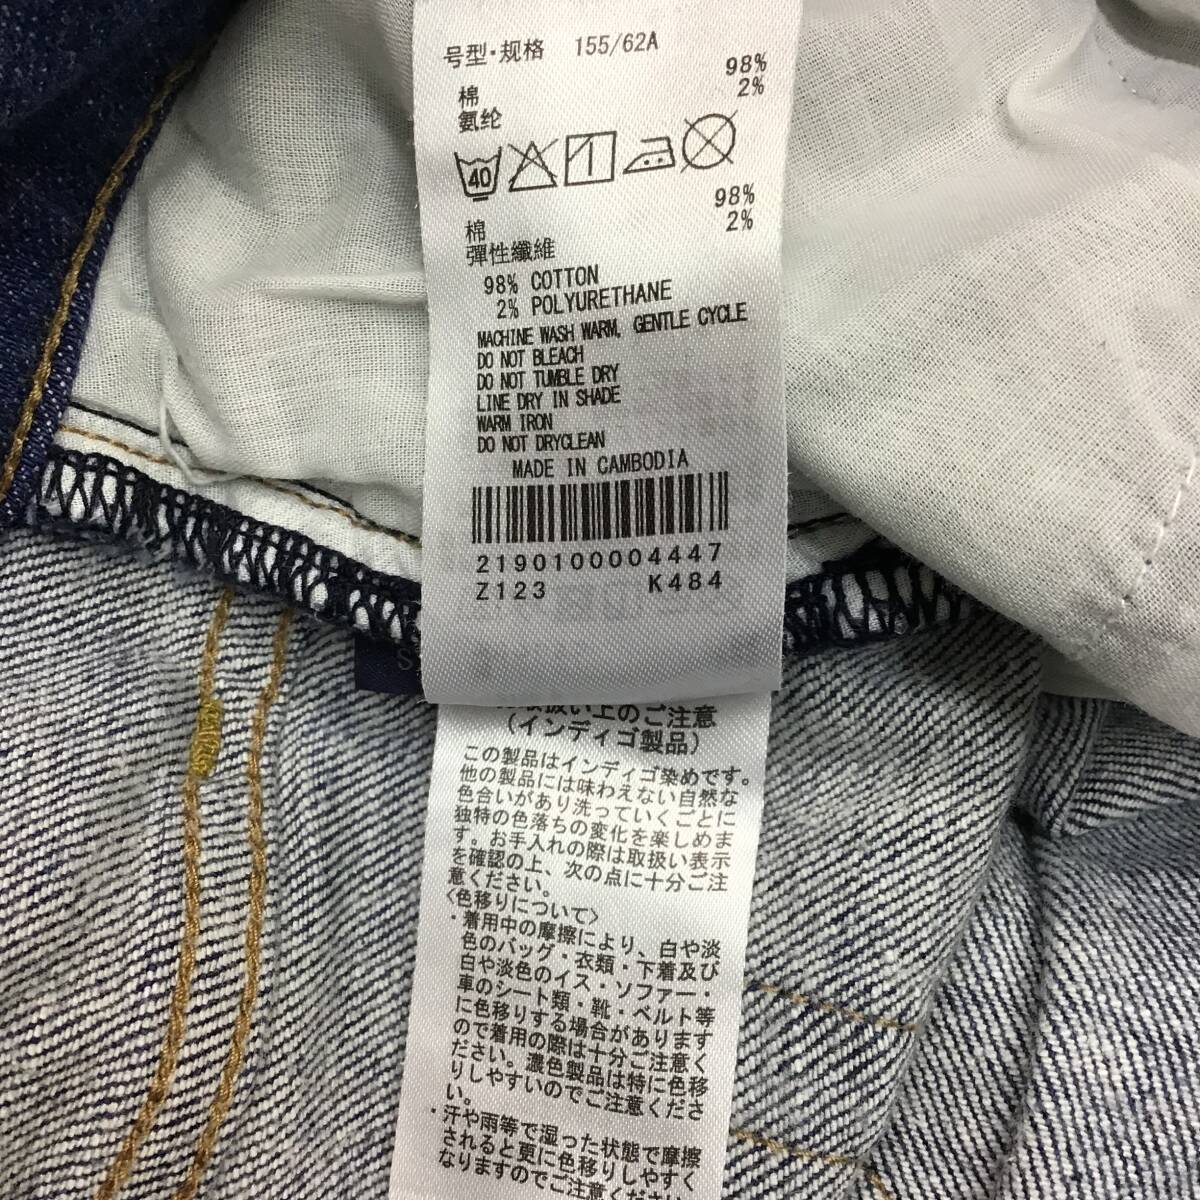 号型·规格 155/62A
棉 98%
氨纶 2%
40
棉 98%
彈性纖維 2%
98% COTTON
2% POLYURETHANE
MACHINE WASH WARM, GENTLE CYCLE
DO NOT BLEACH
DO NOT TUMBLE DRY
LINE DRY IN SHADE
WARM IRON
DO NOT DRYCLEAN
MADE IN CAMBODIA
2190100004447
Z123 K484
取扱い上のご注意
(インディゴ製品)
この製品はインディゴ染めです。
他の製品には味わえない自然な
色合いがあり洗っていくごとに
独特の色落ちの変化を楽しめま
す。お手入れの際は取扱い表示
を確認の上、次の点に十分ご注
意ください。
<色移りについて>
・着用中の摩擦により、白や淡
色のバッグ・衣類・下着及び
白や淡色のイス・ソファー・
車のシート類・靴・ベルト等
に色移りする場合があります
ので着用の際は十分ご注意く
ださい。濃色製品は特に色移
りしやすいのでご注意くださ
い。
・汗や雨等で湿った状態で摩擦
されると更に色移りしやすく
なりますのでご注意ください